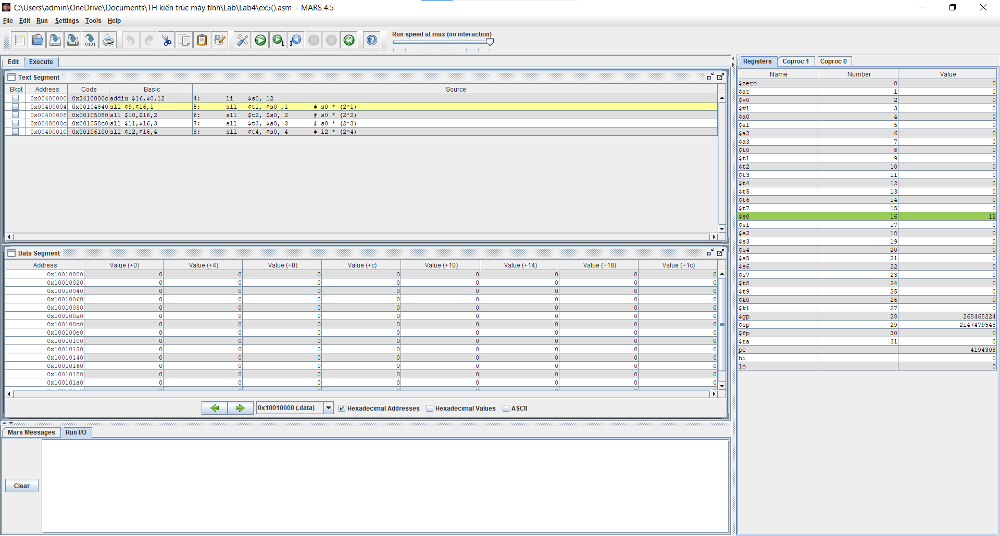 C:\Users\admin\OneDrive\Documents\TH kiến trúc máy tính\Lab\Lab4\ex5().asm - MARS 4.5
File Edit Run Settings Tools Help
Run speed at max (no interaction)
Edit Execute
Text Segment
Bkpt Address Code Basic Source
0x00400000 0x2410000c addiu $16,$0,12 4: li $s0, 12
0x00400004 0x00104840 sll $9,$16,1 5: sll $t1, $s0 ,1 # s0 * (2^1)
0x00400008 0x00105080 sll $10,$16,2 6: sll $t2, $s0, 2 # s0 * (2^2)
0x0040000c 0x001058c0 sll $11,$16,3 7: sll $t3, $s0, 3 # s0 * (2^3)
0x00400010 0x00106100 sll $12,$16,4 8: sll $t4, $s0, 4 # 12 * (2^4)
Data Segment
Address Value (+0) Value (+4) Value (+8) Value (+c) Value (+10) Value (+14) Value (+18) Value (+1c)
0x10010000 0 0 0 0 0 0 0 0
0x10010020 0 0 0 0 0 0 0 0
0x10010040 0 0 0 0 0 0 0 0
0x10010060 0 0 0 0 0 0 0 0
0x10010080 0 0 0 0 0 0 0 0
0x100100a0 0 0 0 0 0 0 0 0
0x100100c0 0 0 0 0 0 0 0 0
0x100100e0 0 0 0 0 0 0 0 0
0x10010100 0 0 0 0 0 0 0 0
0x10010120 0 0 0 0 0 0 0 0
0x10010140 0 0 0 0 0 0 0 0
0x10010160 0 0 0 0 0 0 0 0
0x10010180 0 0 0 0 0 0 0 0
0x100101a0 0 0 0 0 0 0 0 0
0x10010000 (.data) Hexadecimal Addresses Hexadecimal Values ASCII
Mars Messages Run I/O
Clear
Registers Coproc 1 Coproc 0
Name Number Value
$zero 0 0
$at 1 0
$v0 2 0
$v1 3 0
$a0 4 0
$a1 5 0
$a2 6 0
$a3 7 0
$t0 8 0
$t1 9 0
$t2 10 0
$t3 11 0
$t4 12 0
$t5 13 0
$t6 14 0
$t7 15 0
$s0 16 12
$s1 17 0
$s2 18 0
$s3 19 0
$s4 20 0
$s5 21 0
$s6 22 0
$s7 23 0
$t8 24 0
$t9 25 0
$k0 26 0
$k1 27 0
$gp 28 268468224
$sp 29 2147479548
$fp 30 0
$ra 31 0
pc 4194308
hi 0
lo 0